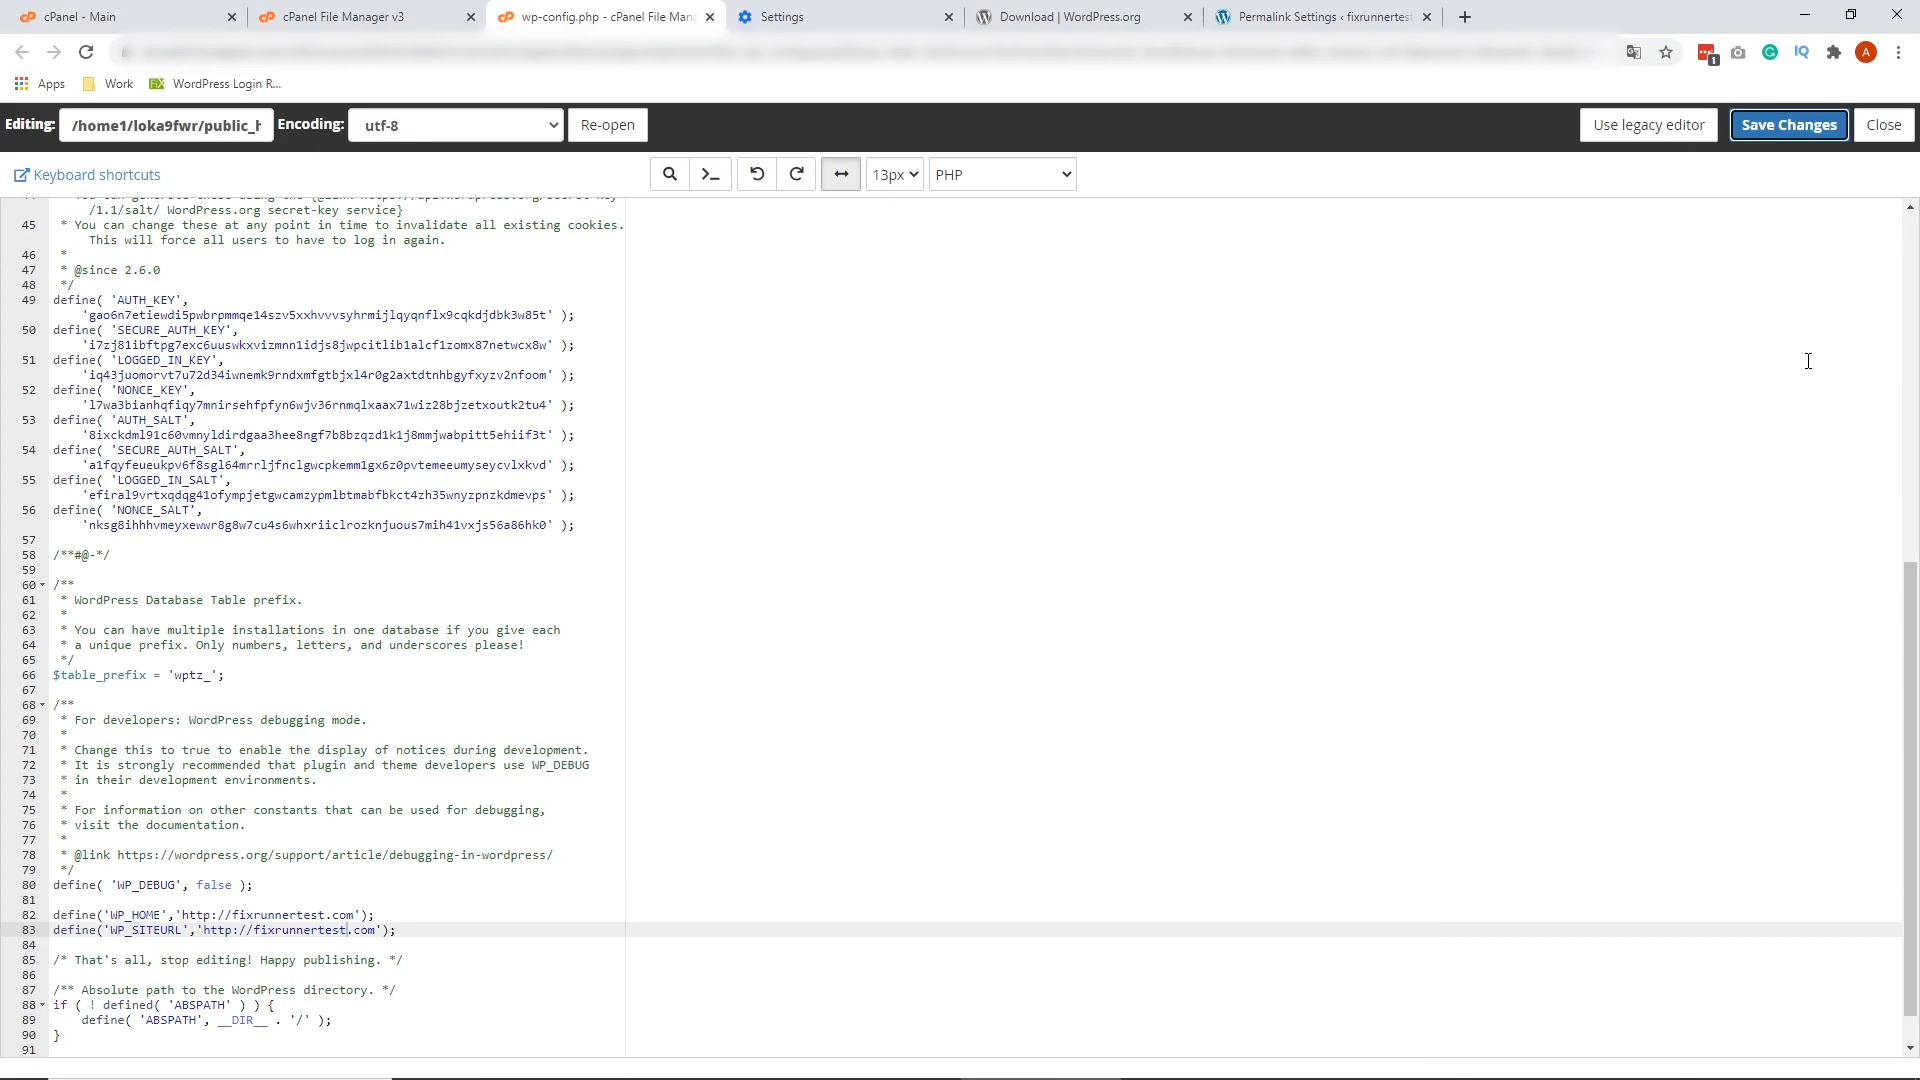 cPanel - Main
cPanel File Manager v3
wp-config.php - cPanel File Mana
Settings
Download | WordPress.org
Permalink Settings ‹ fixrunnertest
1
A
Apps
Work
WordPress Login R...
Editing:
/home1/loka9fwr/public_h
Encoding:
utf-8
Re-open
Use legacy editor
Save Changes
Close
Keyboard shortcuts
13px
PHP
/1.1/salt/ WordPress.org secret-key service}
45 * You can change these at any point in time to invalidate all existing cookies.
This will force all users to have to log in again.
46 *
47 * @since 2.6.0
48 */
49 define( 'AUTH_KEY',
'gao6n7etiewdi5pwbrpmmqe14szv5xxhvvvsyhrmijlqyqnflx9cqkdjdbk3w85t' );
50 define( 'SECURE_AUTH_KEY',
'i7zj81ibftpg7exc6uuswkxvizmnn1idjs8jwpcitlib1alcf1zomx87netwcx8w' );
51 define( 'LOGGED_IN_KEY',
'iq43juomorvt7u72d34iwnemk9rndxmfgtbjxl4r0g2axtdtnhbgyfxyzv2nfoom' );
52 define( 'NONCE_KEY',
'l7wa3bianhqfiqy7mnirsehfpfyn6wjv36rnmqlxaax71wiz28bjzetxoutk2tu4' );
53 define( 'AUTH_SALT',
'8ixckdml91c60vmnyldirdgaa3hee8ngf7b8bzqzd1k1j8mmjwabpitt5ehiif3t' );
54 define( 'SECURE_AUTH_SALT',
'a1fqyfeueukpv6f8sgl64mrrljfnclgwcpkemm1gx6z0pvtemeeumyseycvlxkvd' );
55 define( 'LOGGED_IN_SALT',
'efiral9vrtxqdqg41ofympjetgwcamzypmlbtmabfbkct4zh35wnyzpnzkdmevps' );
56 define( 'NONCE_SALT',
'nksg8ihhhvmeyxewwr8g8w7cu4s6whxriiclrozknjuous7mih41vxjs56a86hk0' );
57
58 /**#@-*/
59
60 /**
61 * WordPress Database Table prefix.
62 *
63 * You can have multiple installations in one database if you give each
64 * a unique prefix. Only numbers, letters, and underscores please!
65 */
66 $table_prefix = 'wptz_';
67
68 /**
69 * For developers: WordPress debugging mode.
70 *
71 * Change this to true to enable the display of notices during development.
72 * It is strongly recommended that plugin and theme developers use WP_DEBUG
73 * in their development environments.
74 *
75 * For information on other constants that can be used for debugging,
76 * visit the documentation.
77 *
78 * @link https://wordpress.org/support/article/debugging-in-wordpress/
79 */
80 define( 'WP_DEBUG', false );
81
82 define('WP_HOME','http://fixrunnertest.com');
83 define('WP_SITEURL','http://fixrunnertest.com');
84
85 /* That's all, stop editing! Happy publishing. */
86
87 /** Absolute path to the WordPress directory. */
88 if ( ! defined( 'ABSPATH' ) ) {
89 define( 'ABSPATH', __DIR__ . '/' );
90 }
91